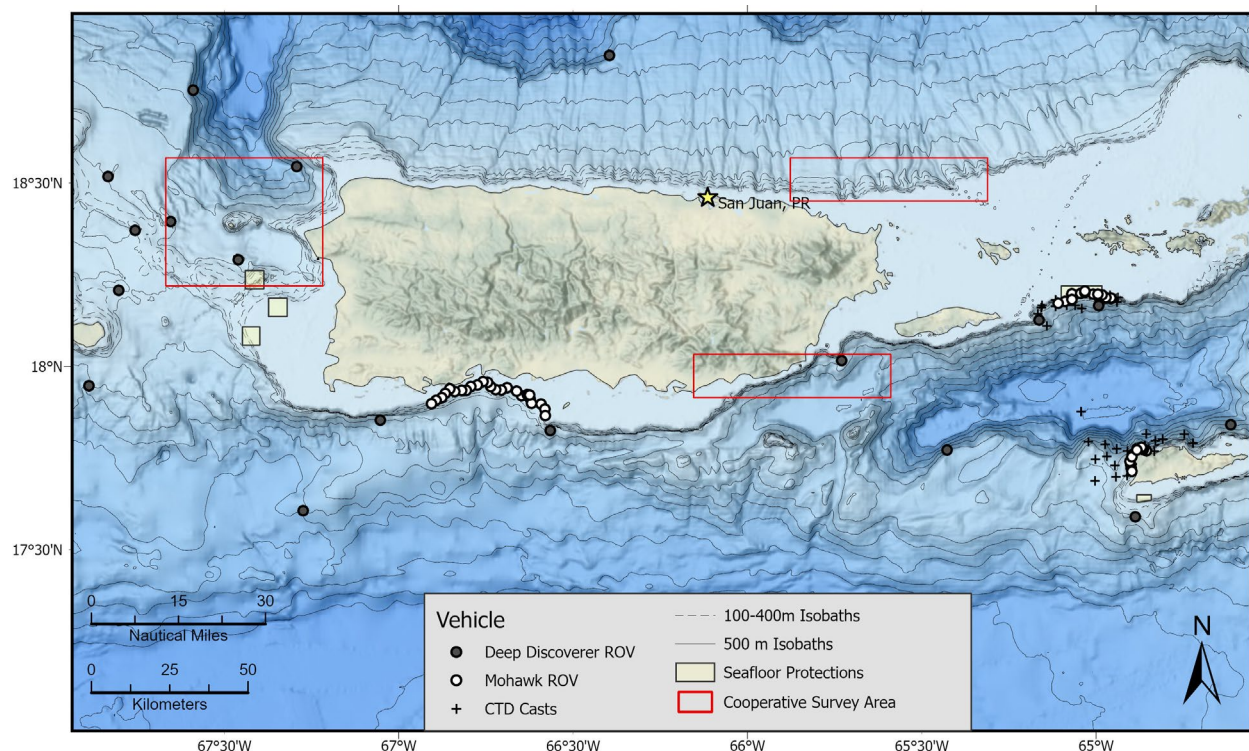 18°30'N
San Juan, PR
18°N
17°30'N
0 15 30
Nautical Miles
0 25 50
Kilometers
Vehicle
Deep Discoverer ROV
Mohawk ROV
CTD Casts
100-400m Isobaths
500 m Isobaths
Seafloor Protections
Cooperative Survey Area
N
67°30'W 67°W 66°30'W 66°W 65°30'W 65°W